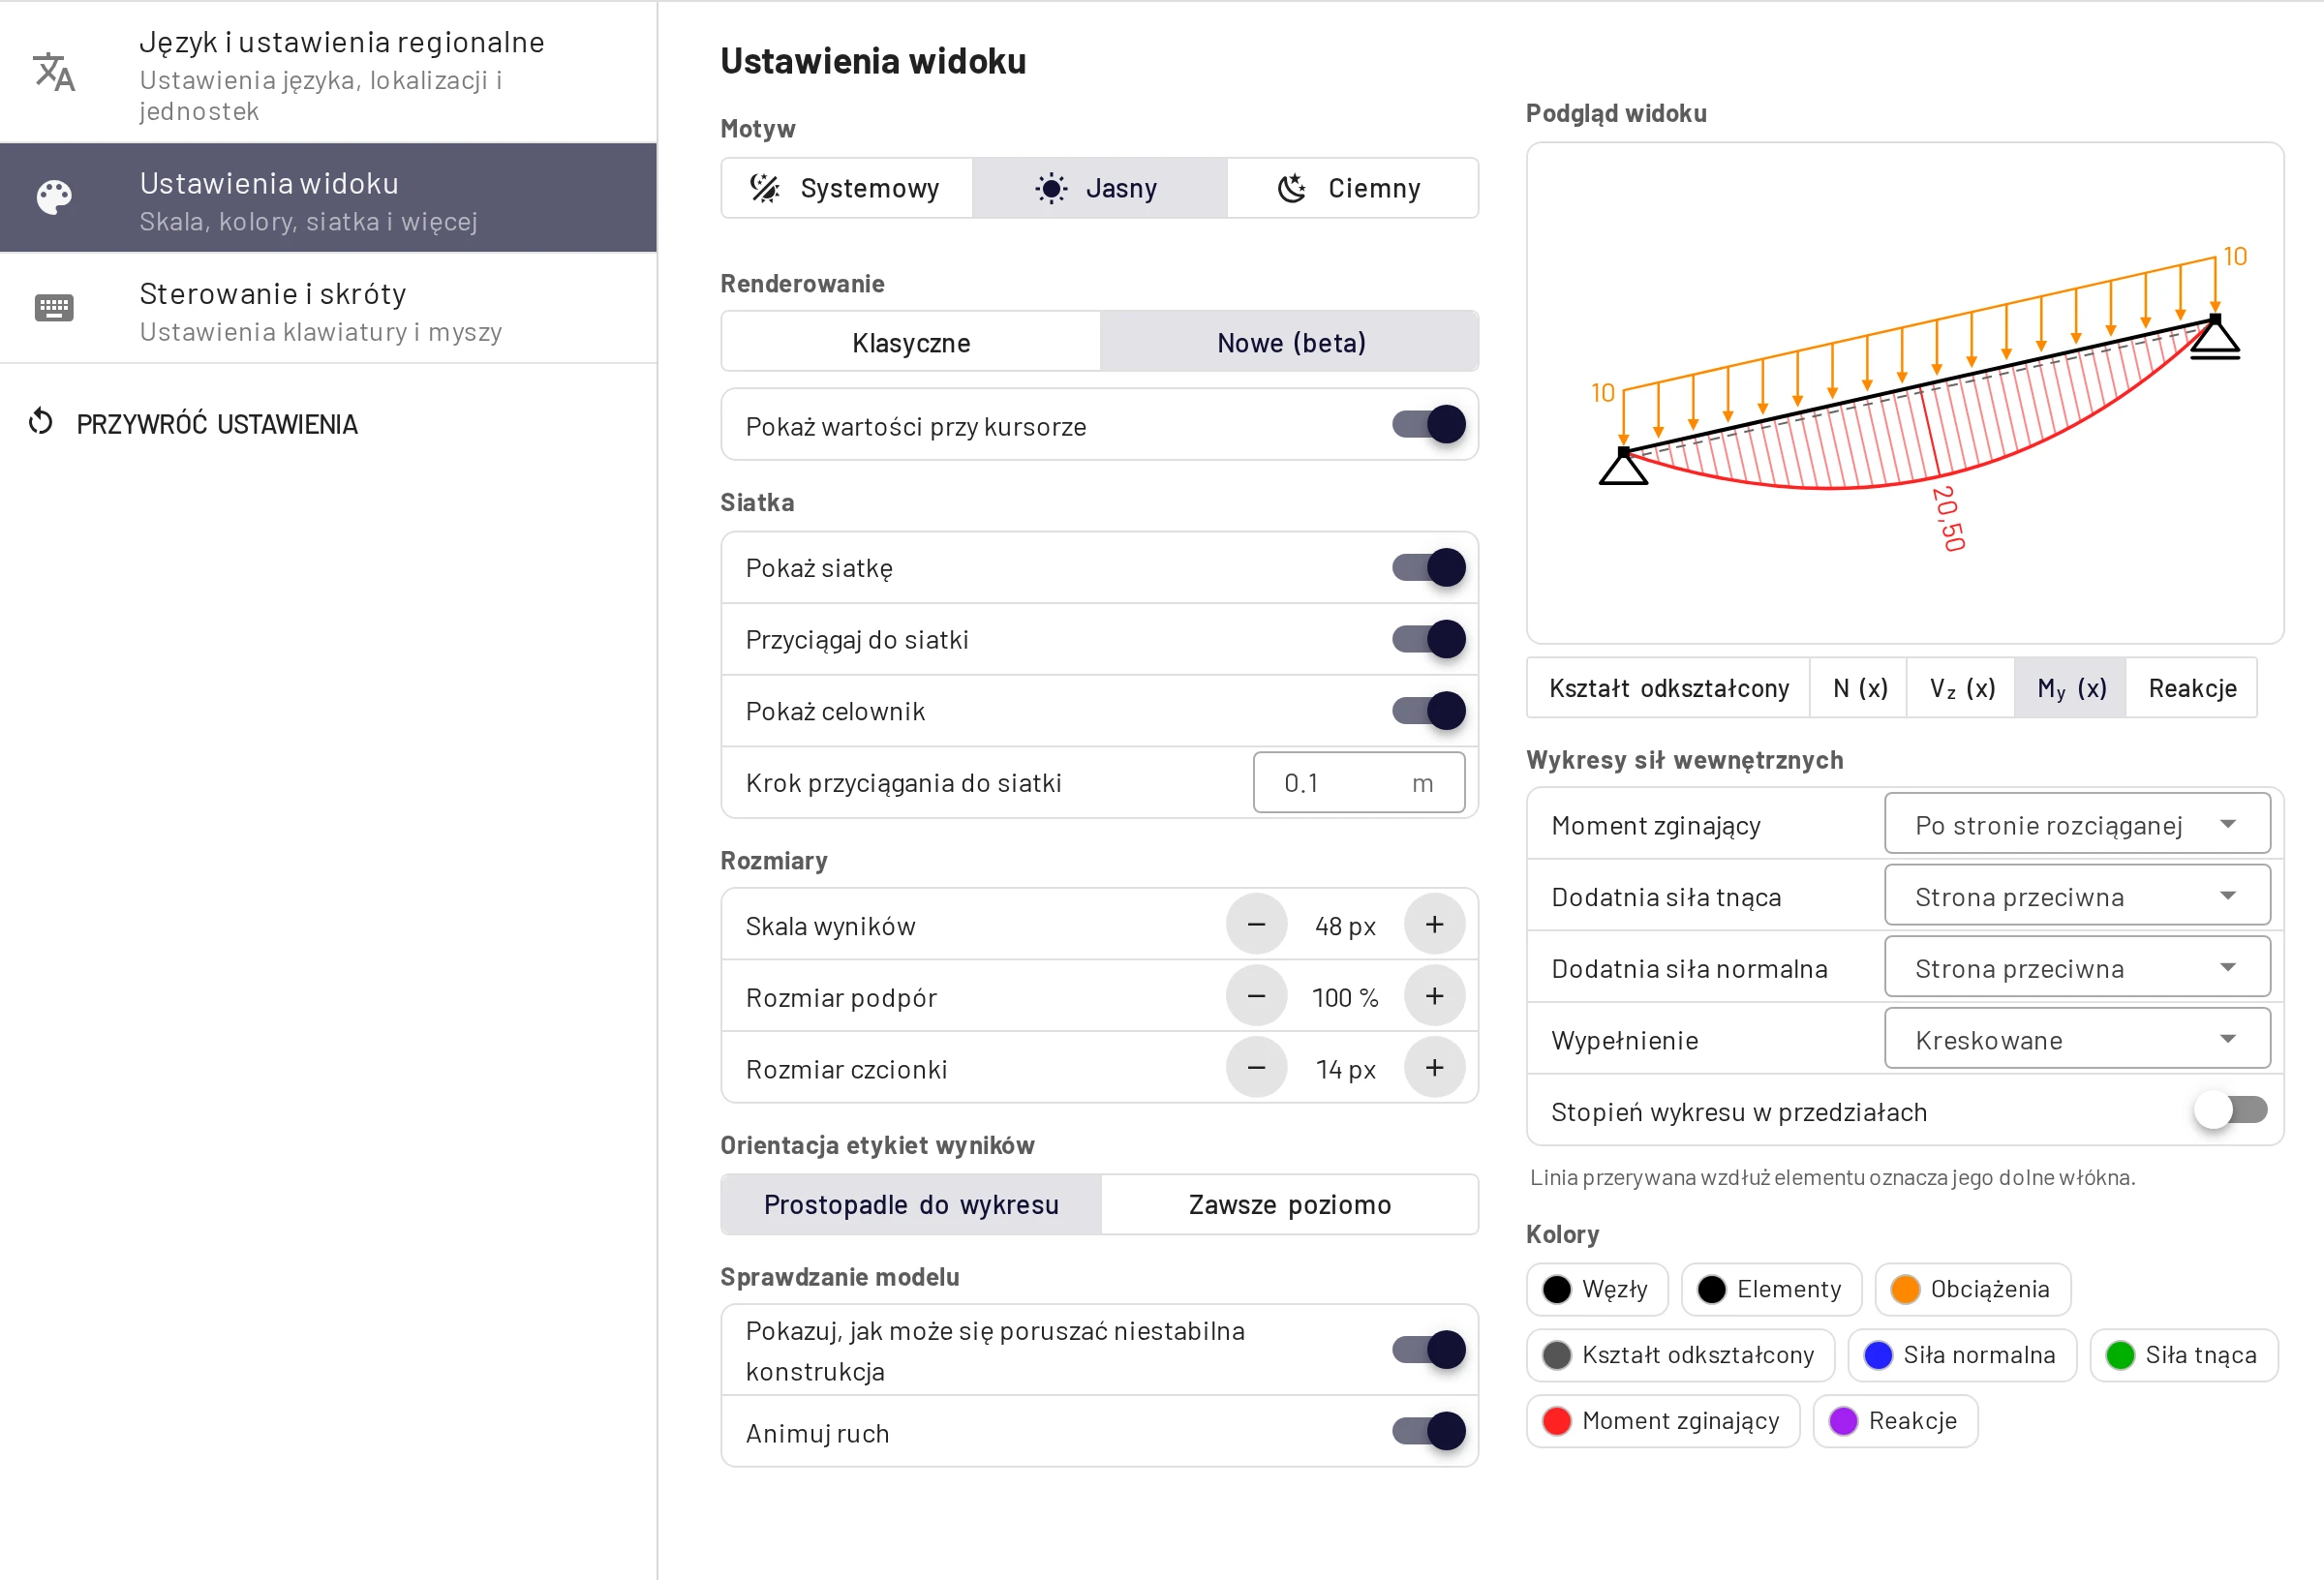 Język i ustawienia regionalne
Ustawienia języka, lokalizacji i
jednostek
Ustawienia widoku
Skala, kolory, siatka i więcej
Sterowanie i skróty
Ustawienia klawiatury i myszy
PRZYWRÓĆ USTAWIENIA
Ustawienia widoku
Motyw
Systemowy
Jasny
Ciemny
Renderowanie
Klasyczne
Nowe (beta)
Pokaż wartości przy kursorze
Siatka
Pokaż siatkę
Przyciągaj do siatki
Pokaż celownik
Krok przyciągania do siatki 0.1 m
Rozmiary
Skala wyników − 48 px +
Rozmiar podpór − 100 % +
Rozmiar czcionki − 14 px +
Orientacja etykiet wyników
Prostopadle do wykresu
Zawsze poziomo
Sprawdzanie modelu
Pokazuj, jak może się poruszać niestabilna
konstrukcja
Animuj ruch
Podgląd widoku
10
10
20,50
Kształt odkształcony
N (x)
Vz (x)
My (x)
Reakcje
Wykresy sił wewnętrznych
Moment zginający Po stronie rozciąganej
Dodatnia siła tnąca Strona przeciwna
Dodatnia siła normalna Strona przeciwna
Wypełnienie Kreskowane
Stopień wykresu w przedziałach
Linia przerywana wzdłuż elementu oznacza jego dolne włókna.
Kolory
Węzły
Elementy
Obciążenia
Kształt odkształcony
Siła normalna
Siła tnąca
Moment zginający
Reakcje